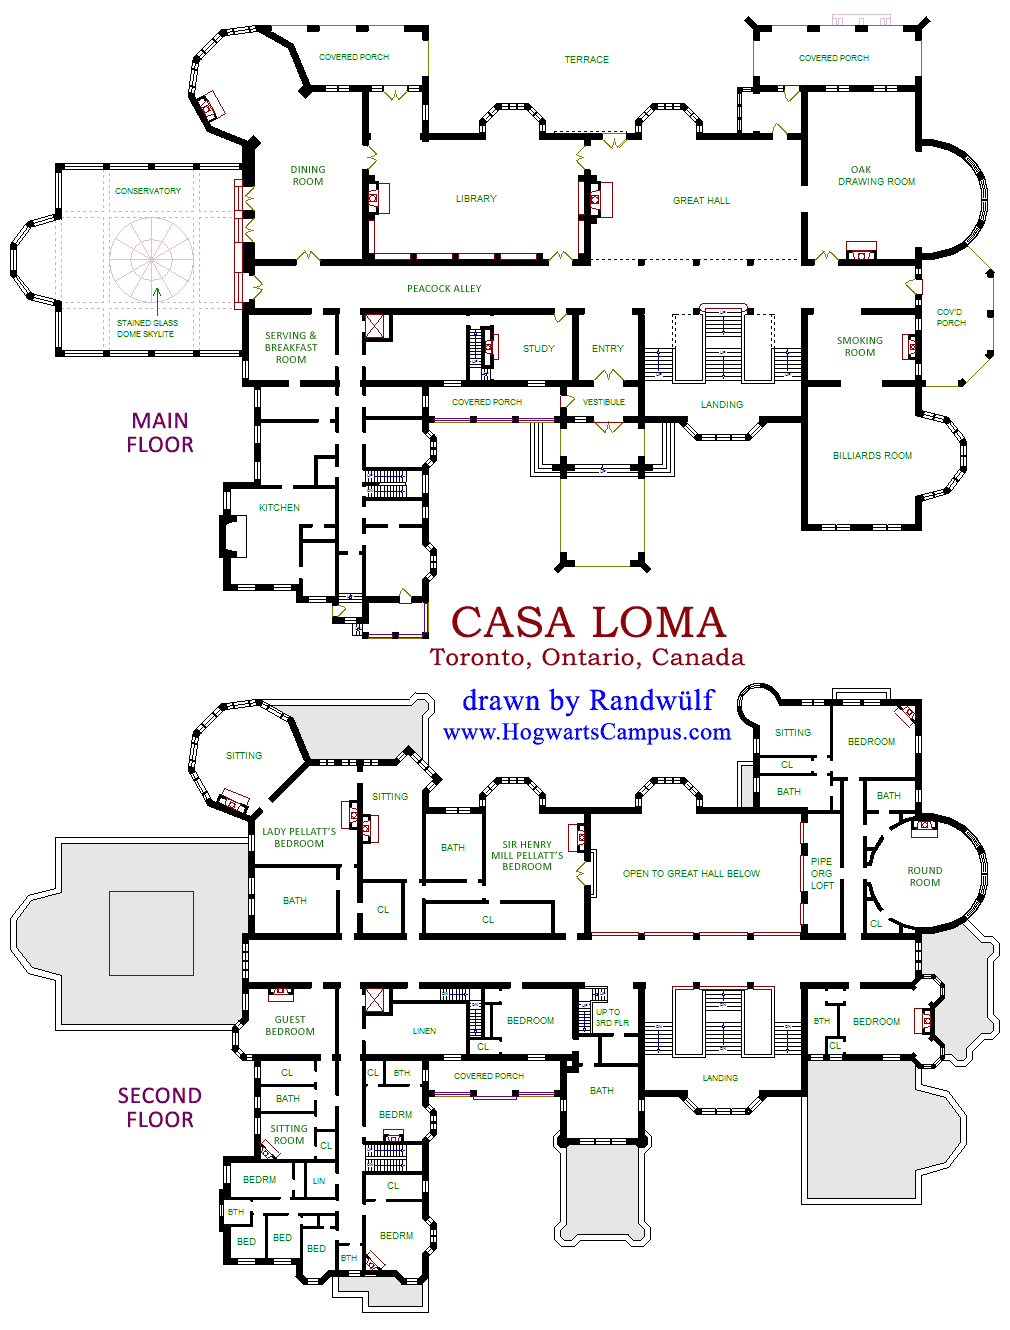 COVERED PORCH
TERRACE
COVERED PORCH
DINING
ROOM
CONSERVATORY
LIBRARY
GREAT HALL
OAK
DRAWING ROOM
PEACOCK ALLEY
STAINED GLASS
DOME SKYLITE
SERVING &
BREAKFAST
ROOM
STUDY
ENTRY
UP
UP
UP
SMOKING
ROOM
COV'D
PORCH
COVERED PORCH
VESTIBULE
LANDING
MAIN
FLOOR
BILLIARDS ROOM
KITCHEN
CASA LOMA
Toronto, Ontario, Canada
drawn by Randwülf
www.HogwartsCampus.com
SITTING
SITTING
BEDROOM
CL
BATH
BATH
SITTING
LADY PELLATT'S
BEDROOM
BATH
SIR HENRY
MILL PELLATT'S
BEDROOM
OPEN TO GREAT HALL BELOW
PIPE
ORG
LOFT
ROUND
ROOM
BATH
CL
CL
CL
GUEST
BEDROOM
LINEN
BEDROOM
CL
UP TO
3RD FLR
DN
DN
DN
BTH
BEDROOM
CL
CL
CL
BTH
COVERED PORCH
LANDING
SECOND
FLOOR
BATH
BEDRM
BATH
SITTING
ROOM
CL
BEDRM
LIN
CL
BTH
BED
BED
BED
BTH
BEDRM